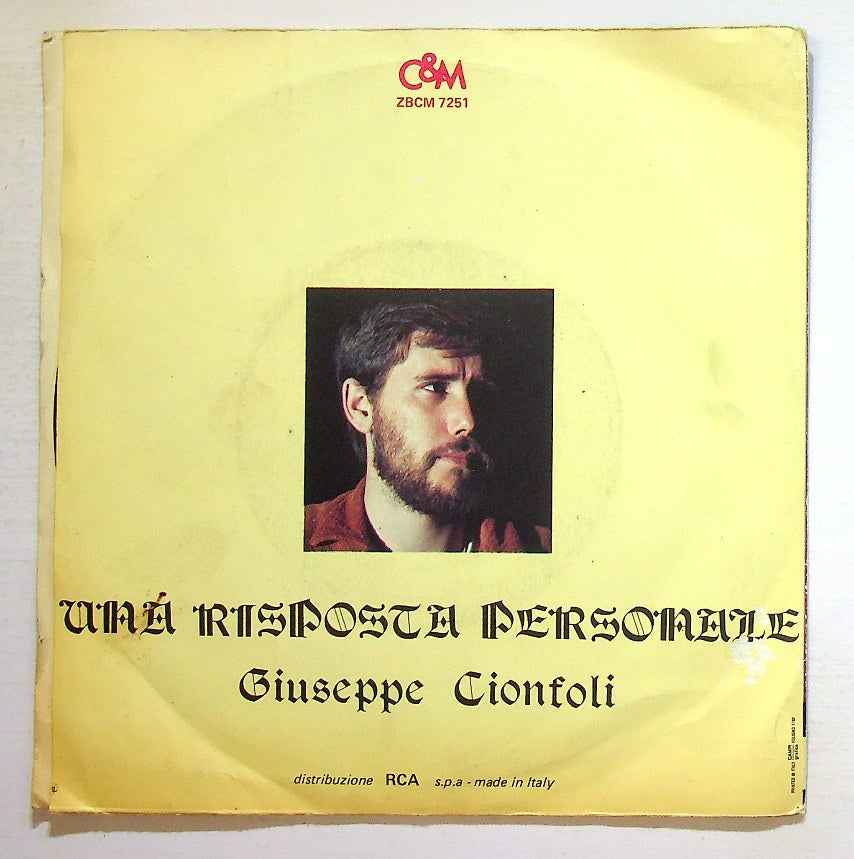 C&M
ZBCM 7251
UNA RISPOSTA PERSONALE
Giuseppe Cionfoli
distribuzione RCA s.p.a - made in Italy